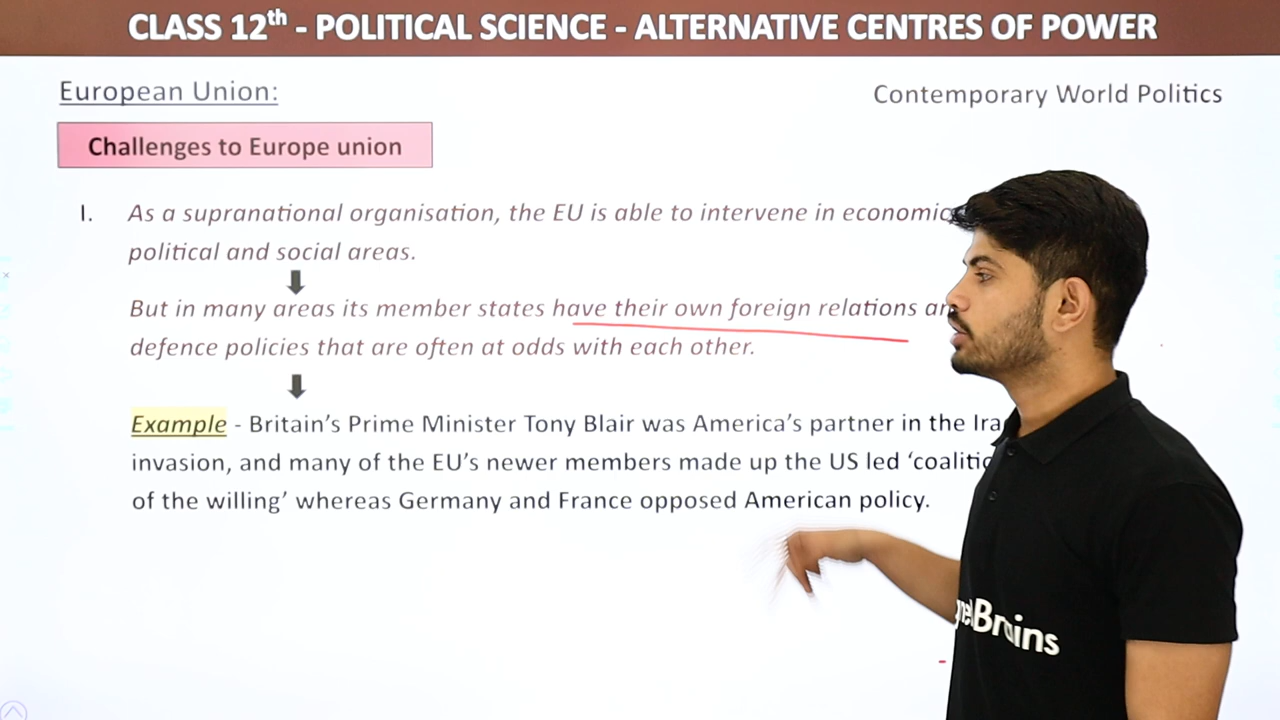 CLASS 12th - POLITICAL SCIENCE - ALTERNATIVE CENTRES OF POWER
European Union:
Contemporary World Politics
Challenges to Europe union
I. As a supranational organisation, the EU is able to intervene in economic
political and social areas.
But in many areas its member states have their own foreign relations
defence policies that are often at odds with each other.
Example - Britain's Prime Minister Tony Blair was America's partner in the
invasion, and many of the EU's newer members made up the US led
of the willing' whereas Germany and France opposed American policy.
Brains